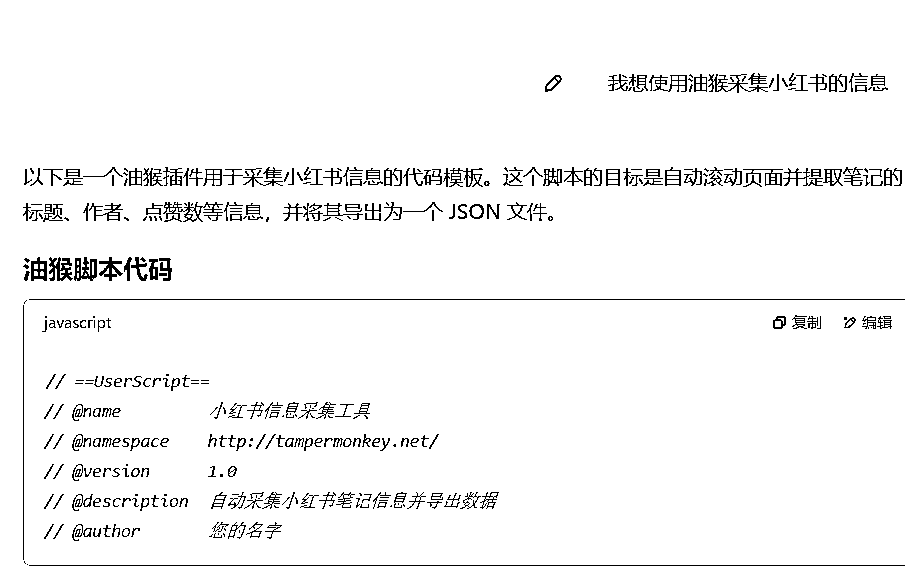 我想使用油猴采集小红书的信息
以下是一个油猴插件用于采集小红书信息的代码模板。这个脚本的目标是自动滚动页面并提取笔记的
标题、作者、点赞数等信息，并将其导出为一个 JSON 文件。
油猴脚本代码
javascript
复制 编辑
// ==UserScript==
// @name 小红书信息采集工具
// @namespace http://tampermonkey.net/
// @version 1.0
// @description 自动采集小红书笔记信息并导出数据
// @author 您的名字